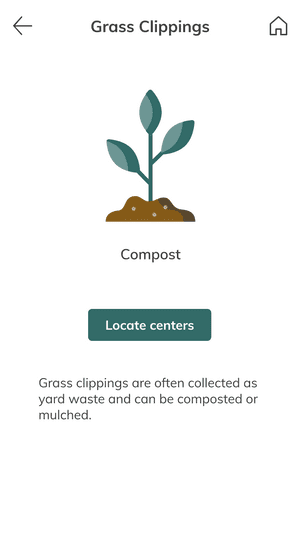 Grass Clippings
Compost
Locate centers
Grass clippings are often collected as
yard waste and can be composted or
mulched.